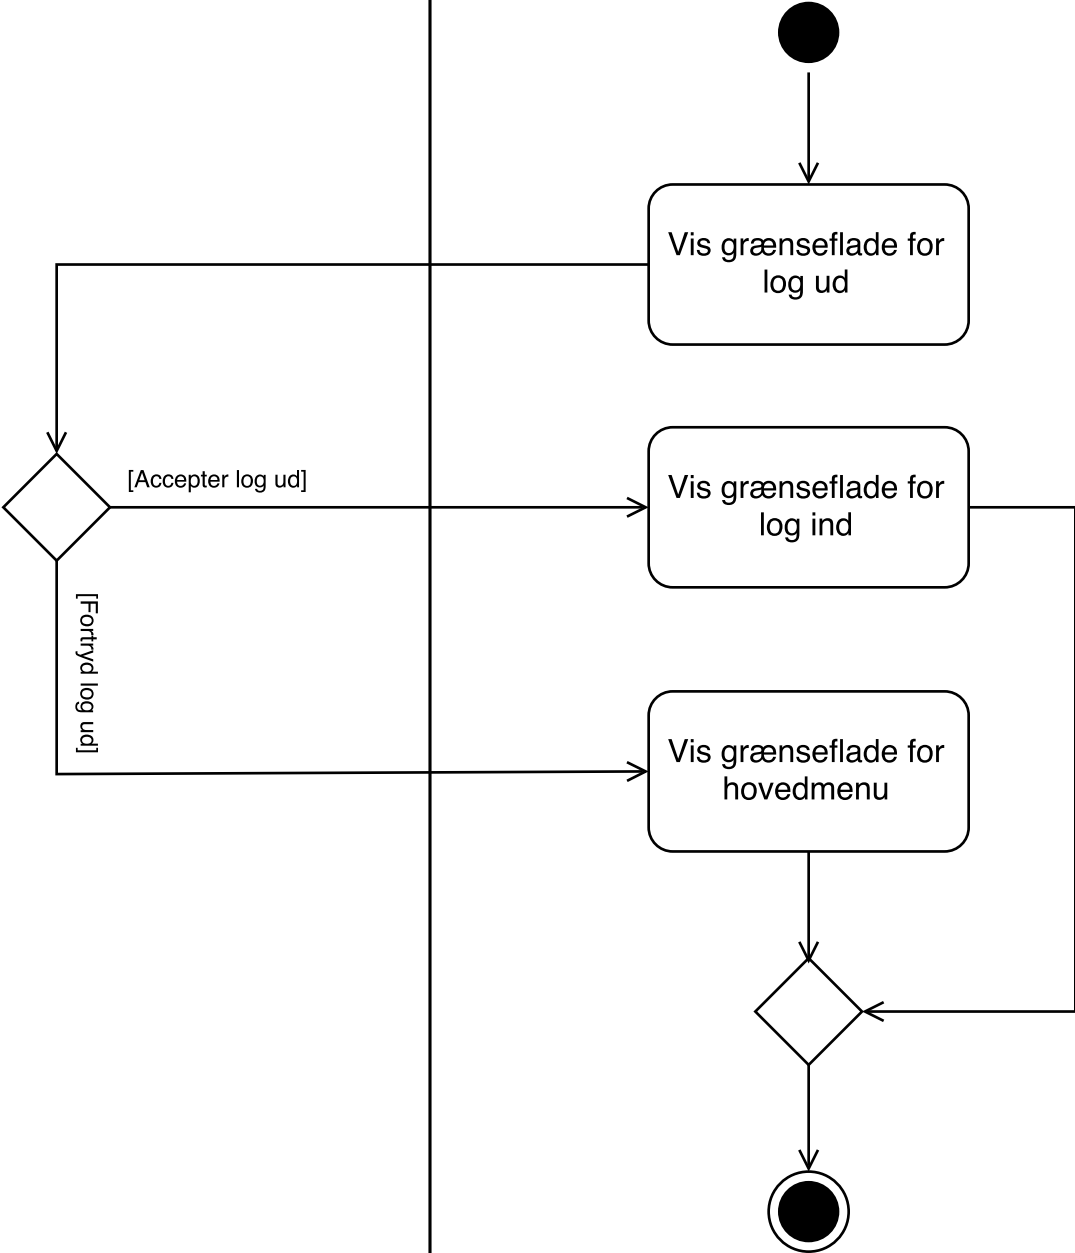 Vis grænseflade for
log ud
[Accepter log ud]
Vis grænseflade for
log ind
[Fortryd log ud]
Vis grænseflade for
hovedmenu